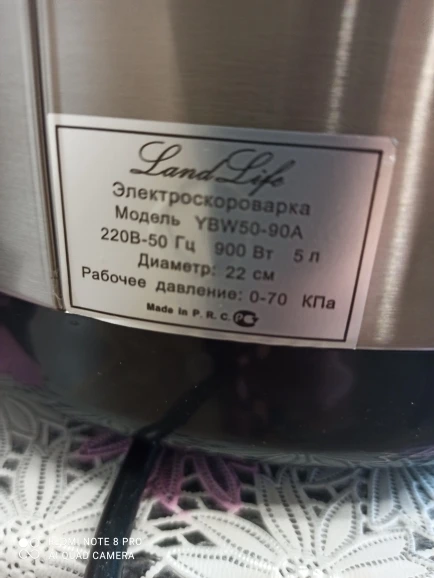 Land Life
Электроскороварка
Модель YBW50-90A
220В-50 Гц 900 Вт 5 л
Диаметр: 22 см
Рабочее давление: 0-70 КПа
Made in P. R. C.
REDMI NOTE 8 PRO
AI QUAD CAMERA